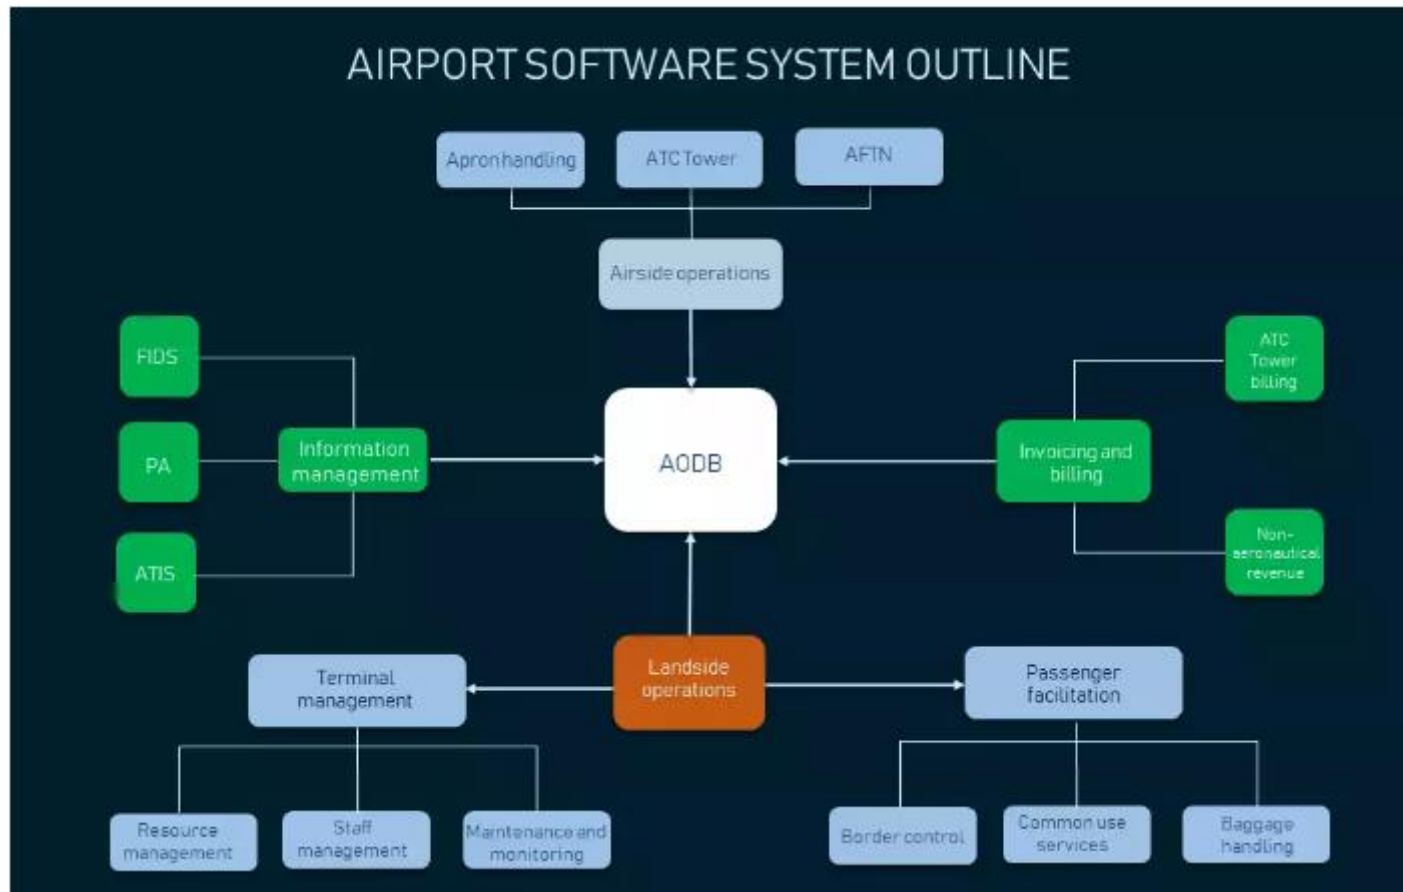 AIRPORT SOFTWARE SYSTEM OUTLINE
Apron handling
ATC Tower
AFTN
Airside operations
FIDS
ATC
Tower
billing
PA
Information
management
AODB
Invoicing and
billing
ATIS
Non-
aeronautical
revenue
Terminal
management
Landside
operations
Passenger
facilitation
Resource
management
Staff
management
Maintenance and
monitoring
Border control
Common use
services
Baggage
handling